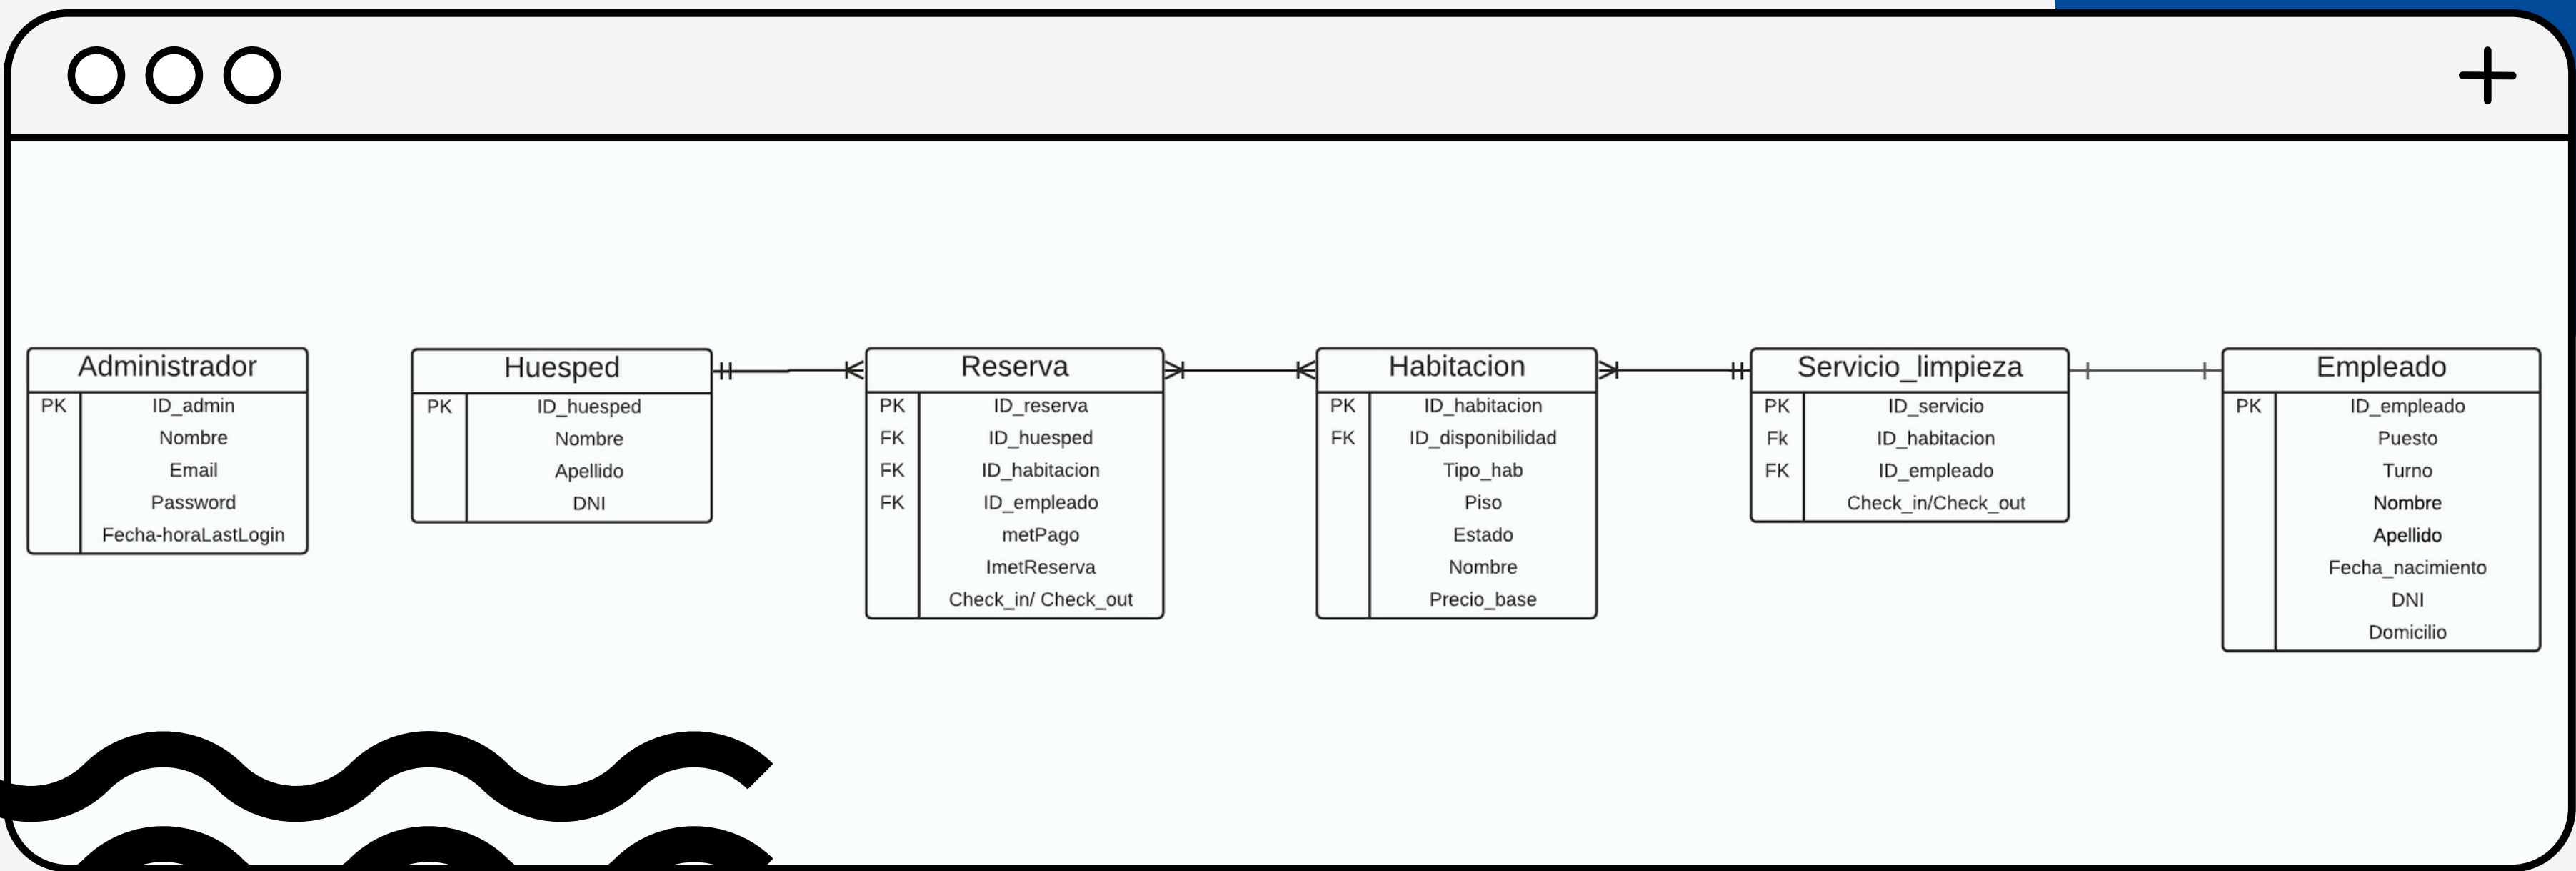 Administrador
PK ID_admin
Nombre
Email
Password
Fecha-horaLastLogin
Huesped
PK ID_huesped
Nombre
Apellido
DNI
Reserva
PK ID_reserva
FK ID_huesped
FK ID_habitacion
FK ID_empleado
metPago
ImetReserva
Check_in/ Check_out
Habitacion
PK ID_habitacion
FK ID_disponibilidad
Tipo_hab
Piso
Estado
Nombre
Precio_base
Servicio_limpieza
PK ID_servicio
Fk ID_habitacion
FK ID_empleado
Check_in/Check_out
Empleado
PK ID_empleado
Puesto
Turno
Nombre
Apellido
Fecha_nacimiento
DNI
Domicilio